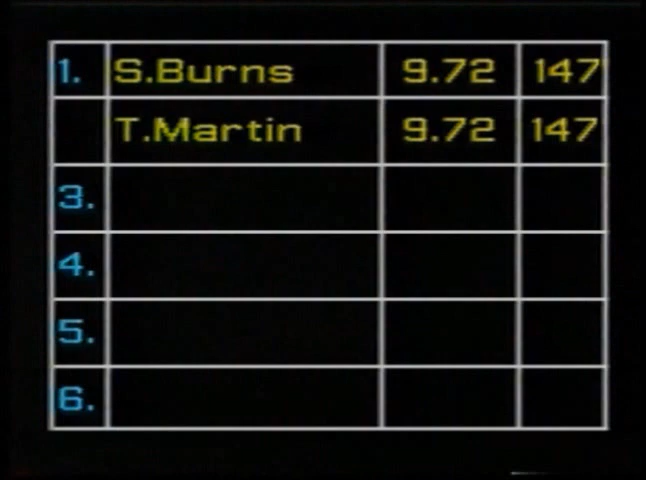 1. S.Burns 9.72 147
T.Martin 9.72 147
3.
4.
5.
6.